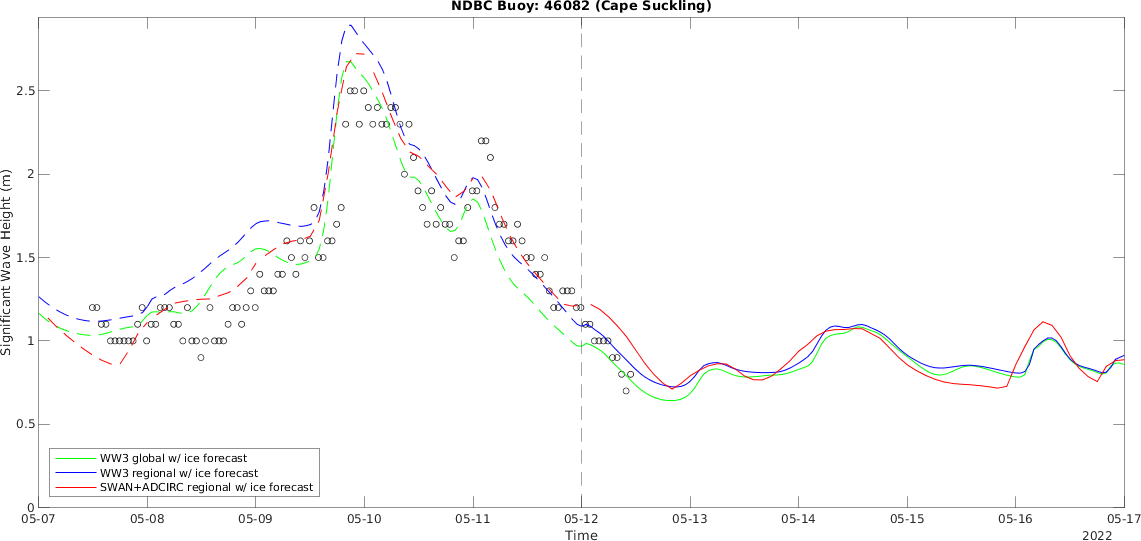 NDBC Buoy: 46082 (Cape Suckling)
Significant Wave Height (m)
2.5
2
1.5
1
0.5
0
WW3 global w/ ice forecast
WW3 regional w/ ice forecast
SWAN+ADCIRC regional w/ ice forecast
05-07 05-08 05-09 05-10 05-11 05-12 05-13 05-14 05-15 05-16 05-17
Time
2022